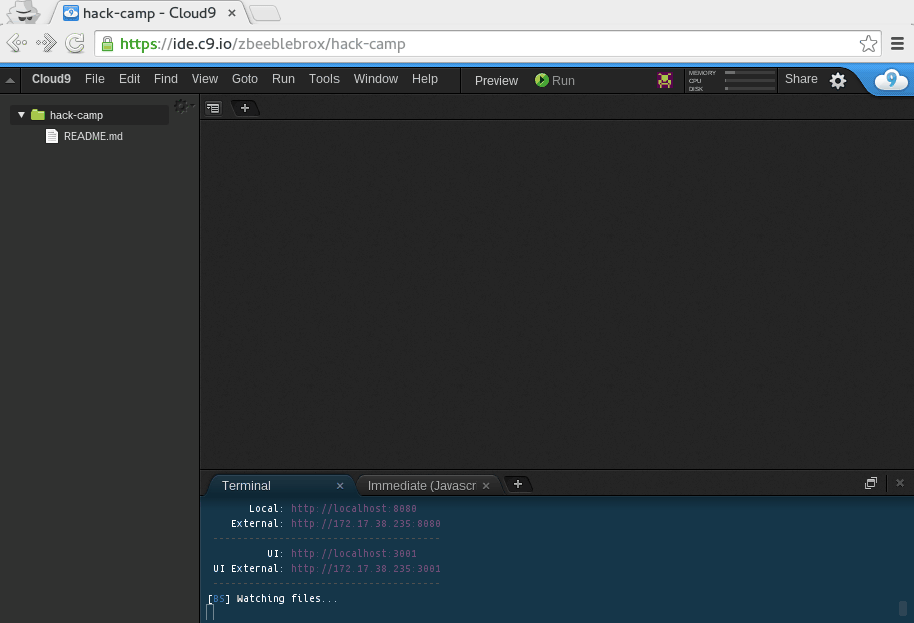 hack-camp - Cloud9
https://ide.c9.io/zbeeblebrox/hack-camp
Cloud9 File Edit Find View Goto Run Tools Window Help Preview Run MEMORY CPU DISK Share 9
hack-camp
README.md
Terminal Immediate (Javascr
Local: http://localhost:8080
External: http://172.17.38.235:8080
-------------------------------------
UI: http://localhost:3001
UI External: http://172.17.38.235:3001
-------------------------------------
[BS] Watching files...